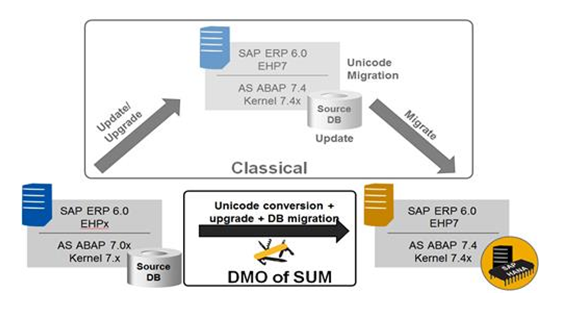 SAP ERP 6.0
EHP7
AS ABAP 7.4
Kernel 7.4x
Unicode
Migration
Source
DB
Update
Update/
Upgrade
Migrate
Classical
SAP ERP 6.0
EHPx
AS ABAP 7.0x
Kernel 7.x
Source
DB
Unicode conversion +
upgrade + DB migration
DMO of SUM
SAP ERP 6.0
EHP7
AS ABAP 7.4
Kernel 7.4x
SAP
HANA